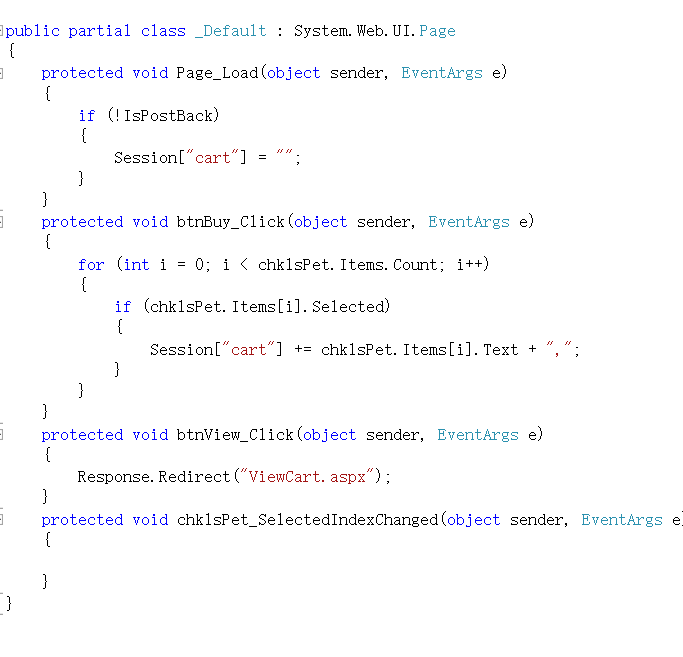 public partial class _Default : System.Web.UI.Page
{
protected void Page_Load(object sender, EventArgs e)
{
if (!IsPostBack)
{
Session["cart"] = "";
}
}
protected void btnBuy_Click(object sender, EventArgs e)
{
for (int i = 0; i < chklsPet.Items.Count; i++)
{
if (chklsPet.Items[i].Selected)
{
Session["cart"] += chklsPet.Items[i].Text + ",";
}
}
}
protected void btnView_Click(object sender, EventArgs e)
{
Response.Redirect("ViewCart.aspx");
}
protected void chklsPet_SelectedIndexChanged(object sender, EventArgs e)
{
}
}